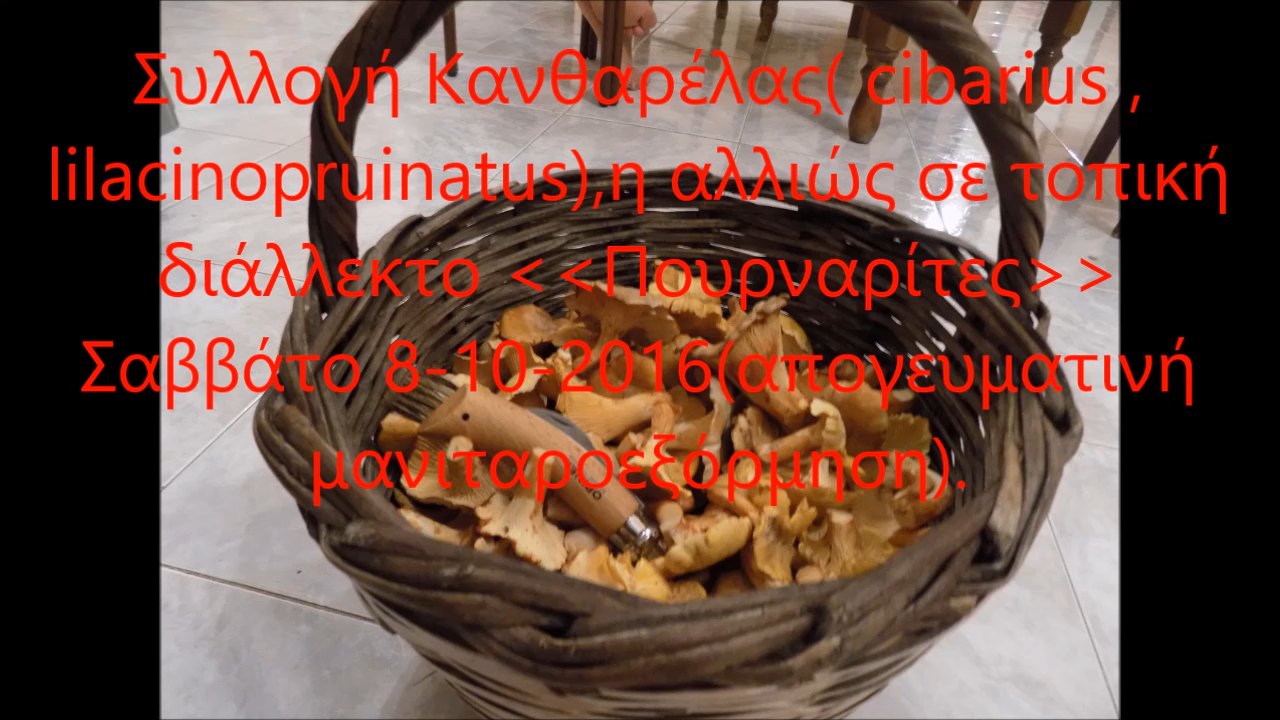 Συλλογή Κανθαρέλας( cibarius ,
lilacinopruinatus),η αλλιώς σε τοπική
διάλλεκτο <<Πουρναρίτες>>
Σαββάτο 8-10-2016(απογευματινή
μανιταροεξόρμηση).